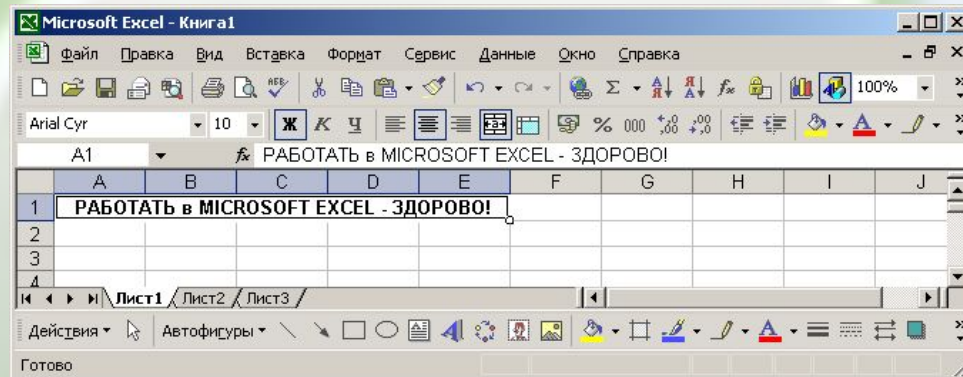 Microsoft Excel - Книга1
Файл Правка Вид Вставка Формат Сервис Данные Окно Справка
100%
Arial Cyr 10 Ж К Ч % 000
A1 fx РАБОТАТЬ в MICROSOFT EXCEL - ЗДОРОВО!
A B C D E F G H I J
1 РАБОТАТЬ в MICROSOFT EXCEL - ЗДОРОВО!
2
3
4
Лист1 Лист2 Лист3
Действия Автофигуры
Готово